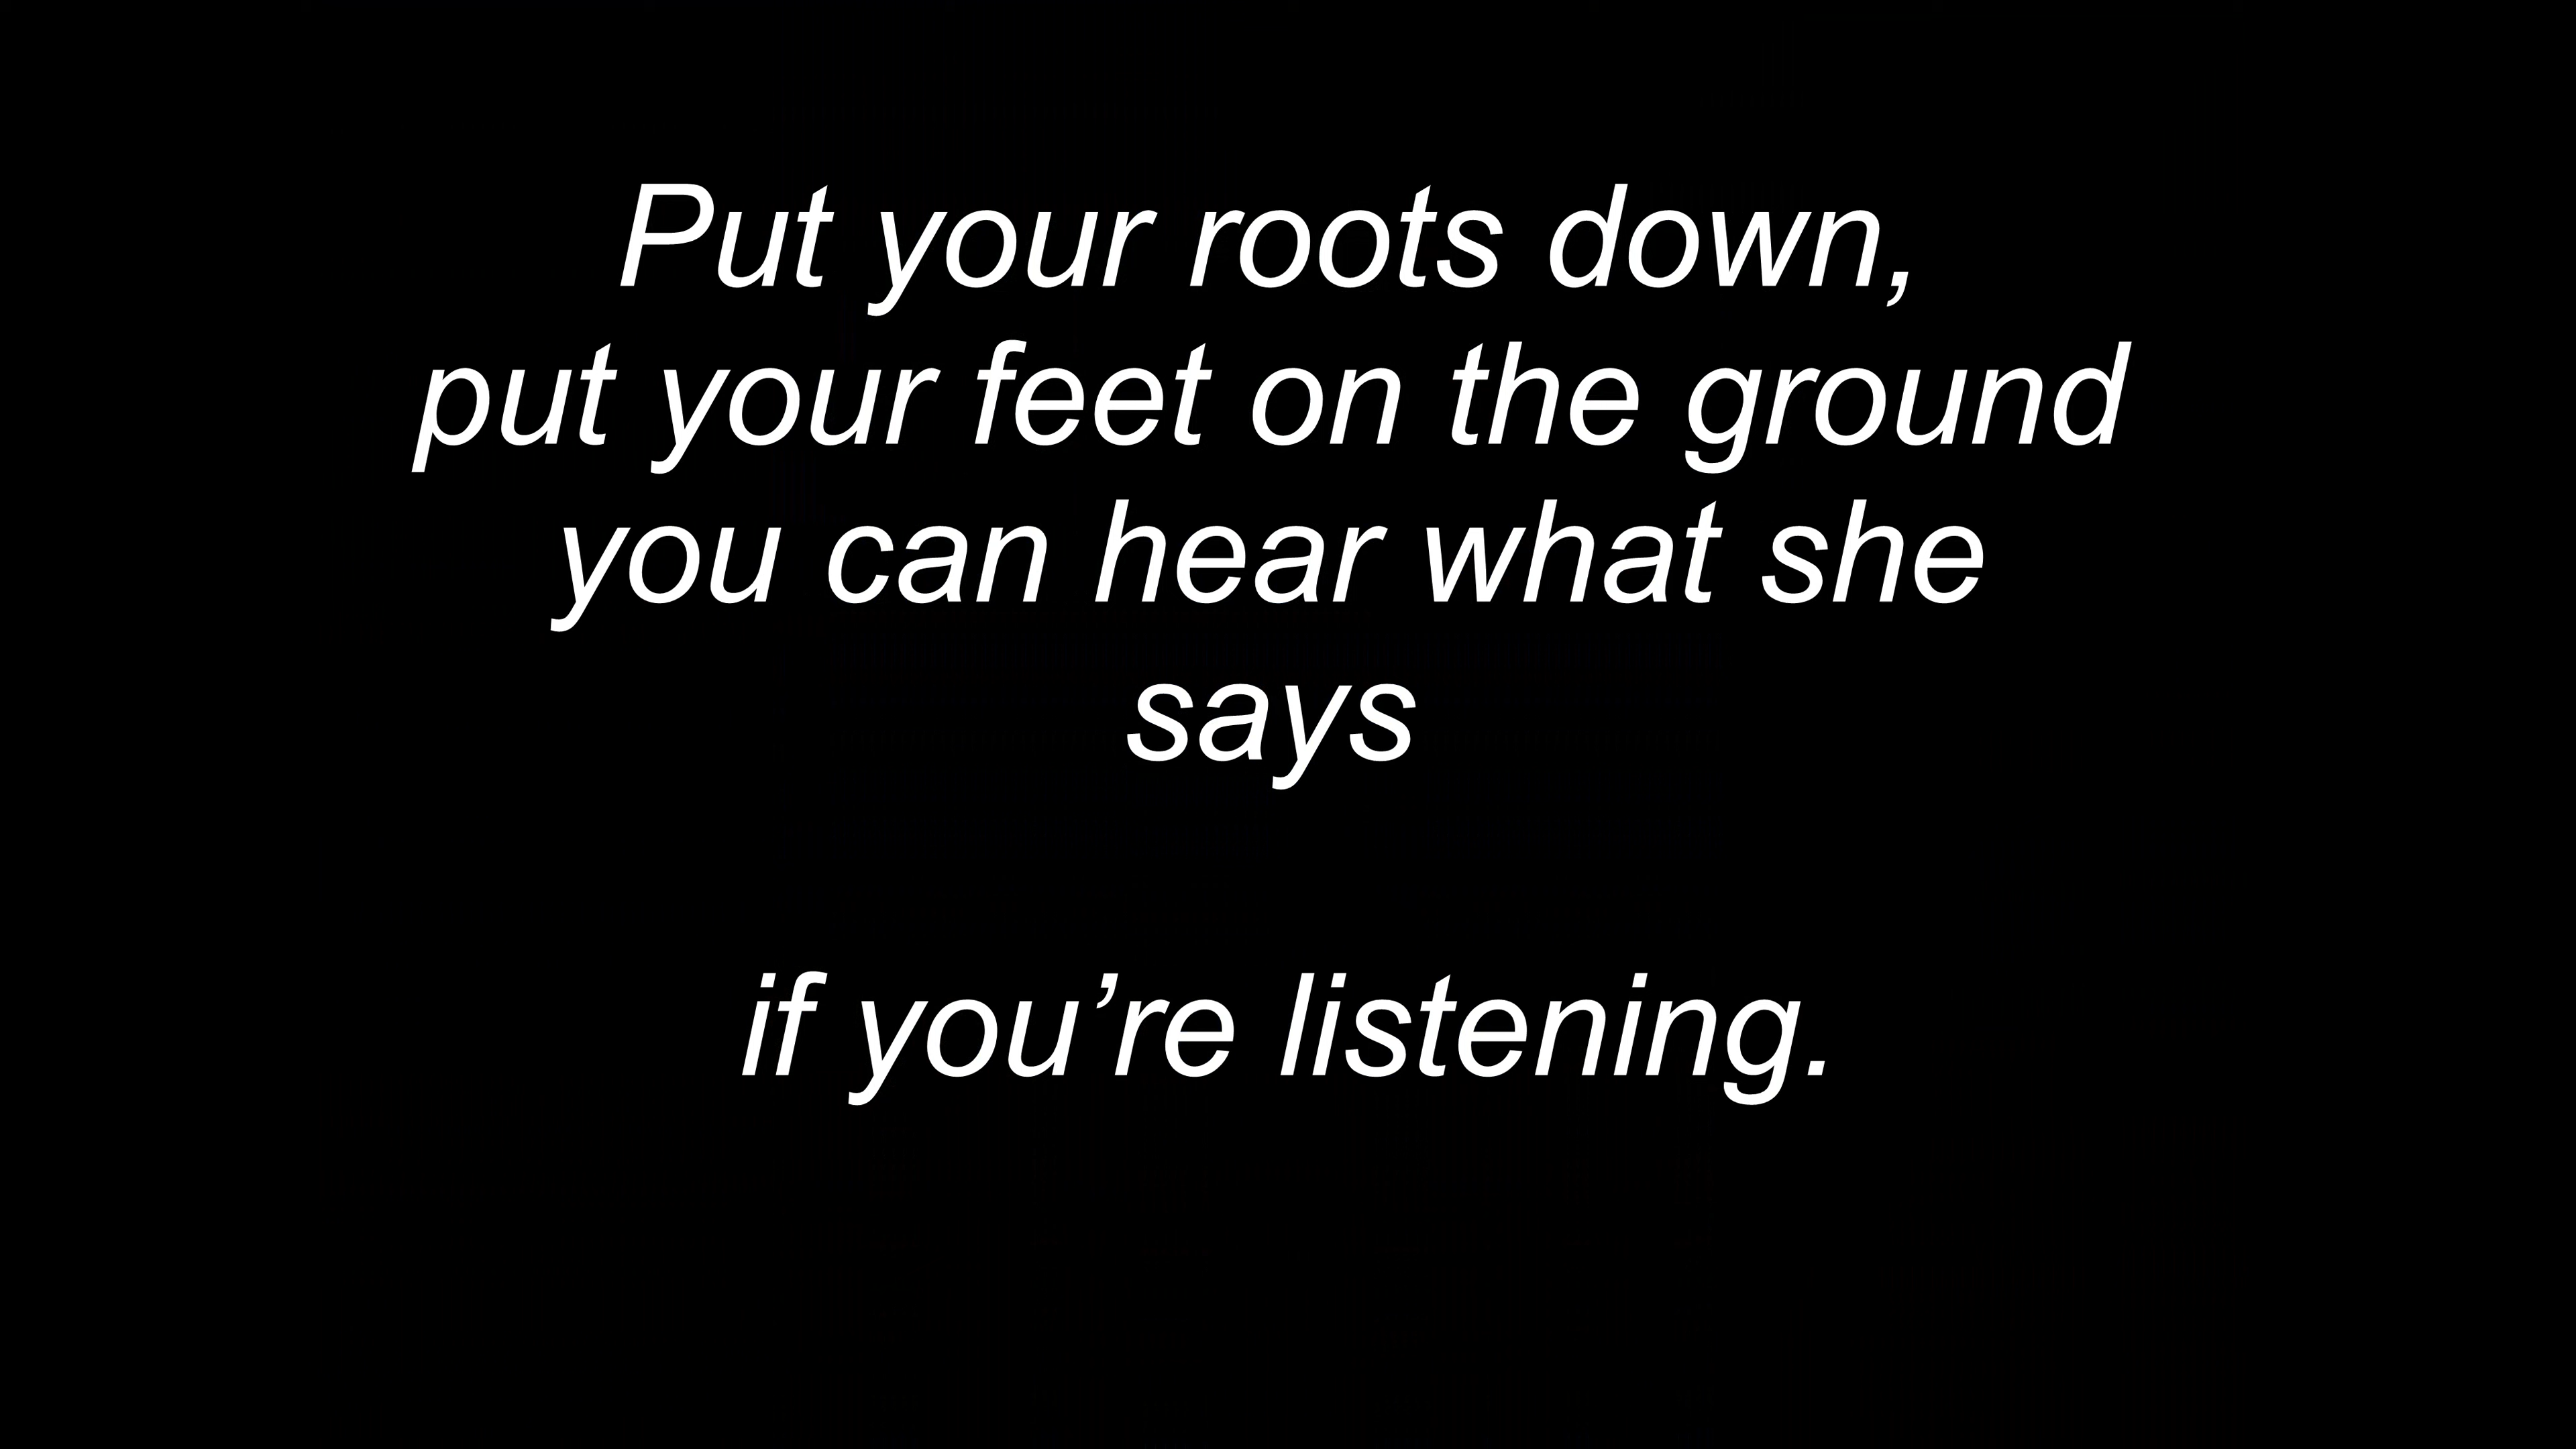 Put your roots down,
put your feet on the ground
you can hear what she
says
if you’re listening.